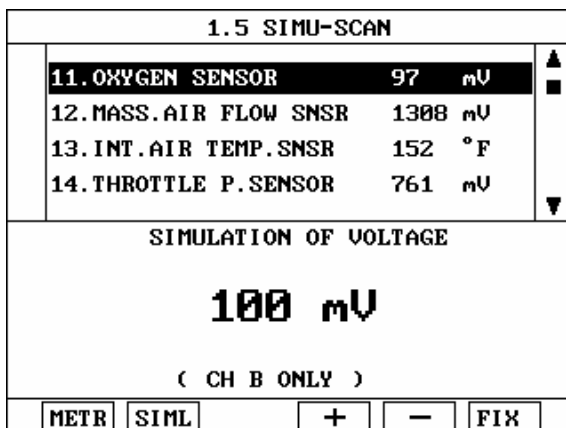 1.5 SIMU-SCAN
11.OXYGEN SENSOR 97 mV
12.MASS.AIR FLOW SNSR 1308 mV
13.INT.AIR TEMP.SNSR 152 °F
14.THROTTLE P.SENSOR 761 mV
SIMULATION OF VOLTAGE
100 mV
( CH B ONLY )
METR SIML + — FIX